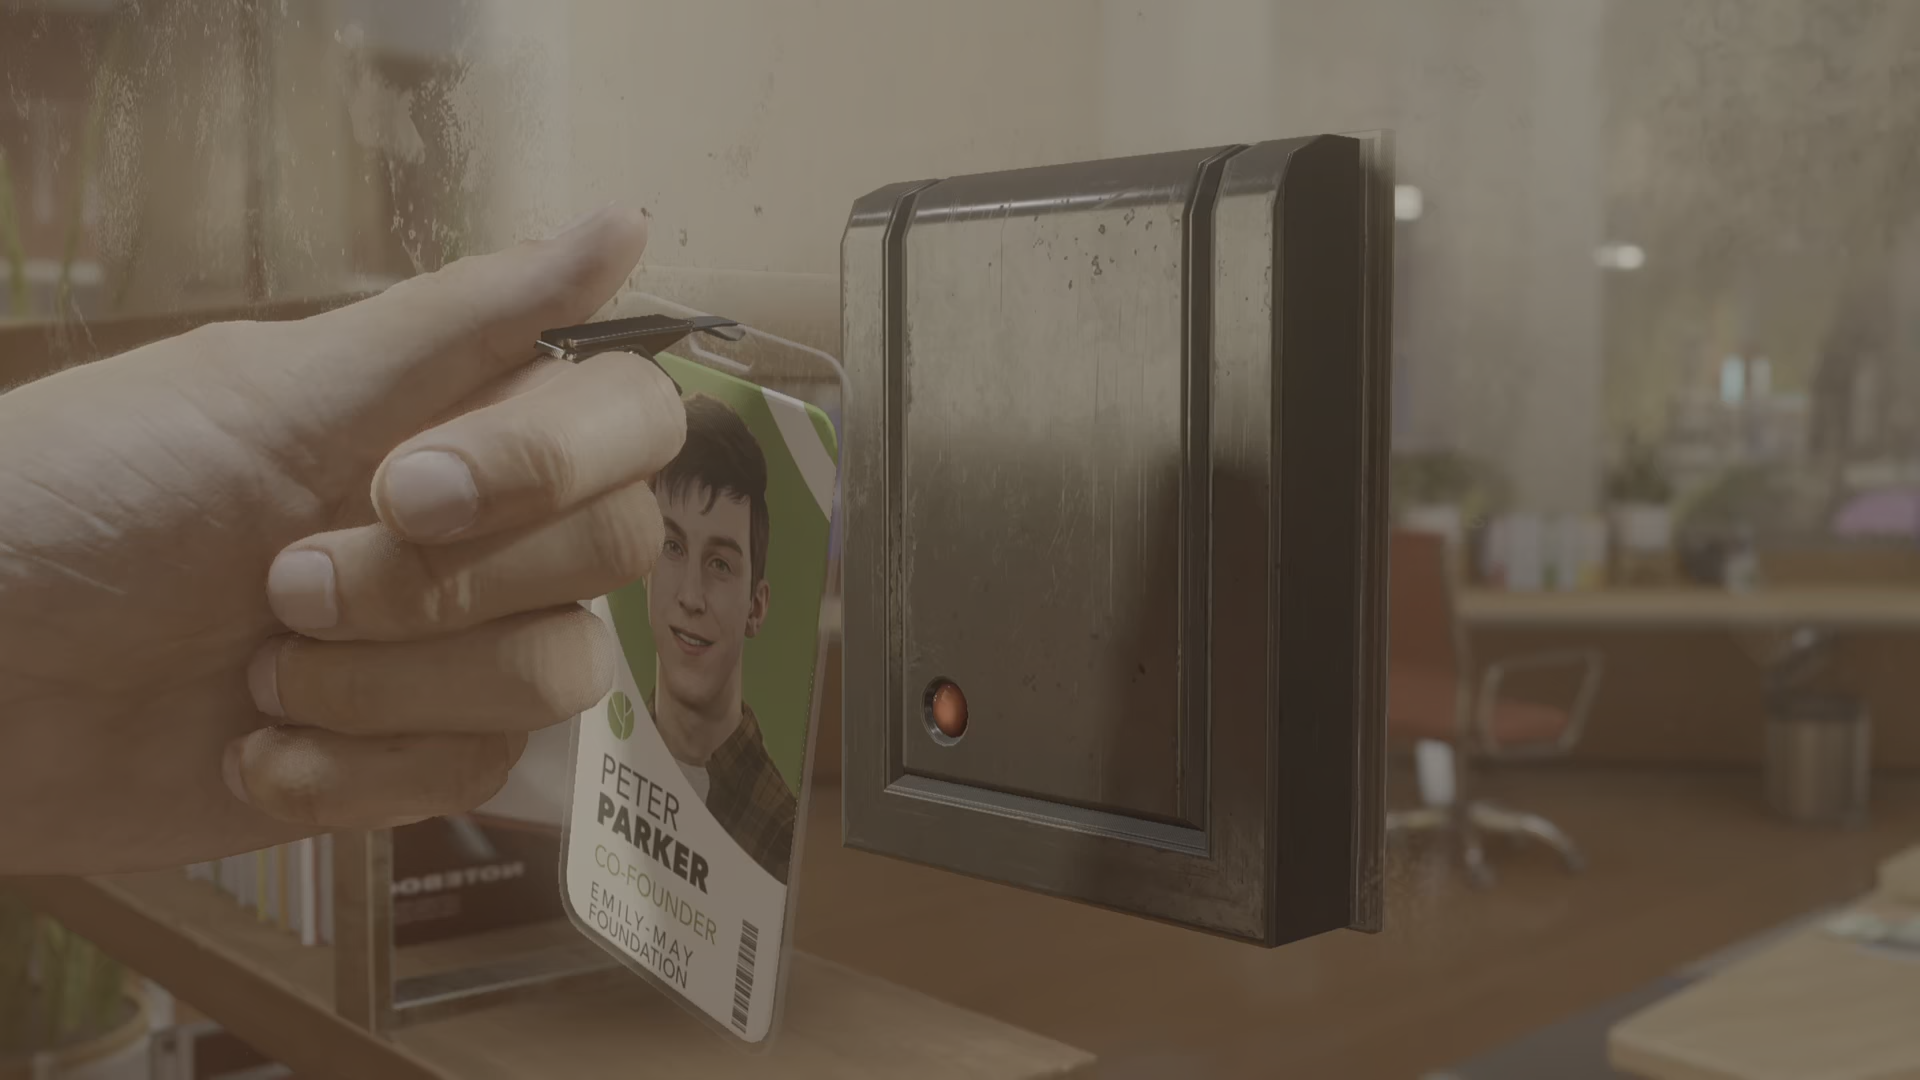 PETER
PARKER
CO-FOUNDER
EMILY-MAY
FOUNDATION